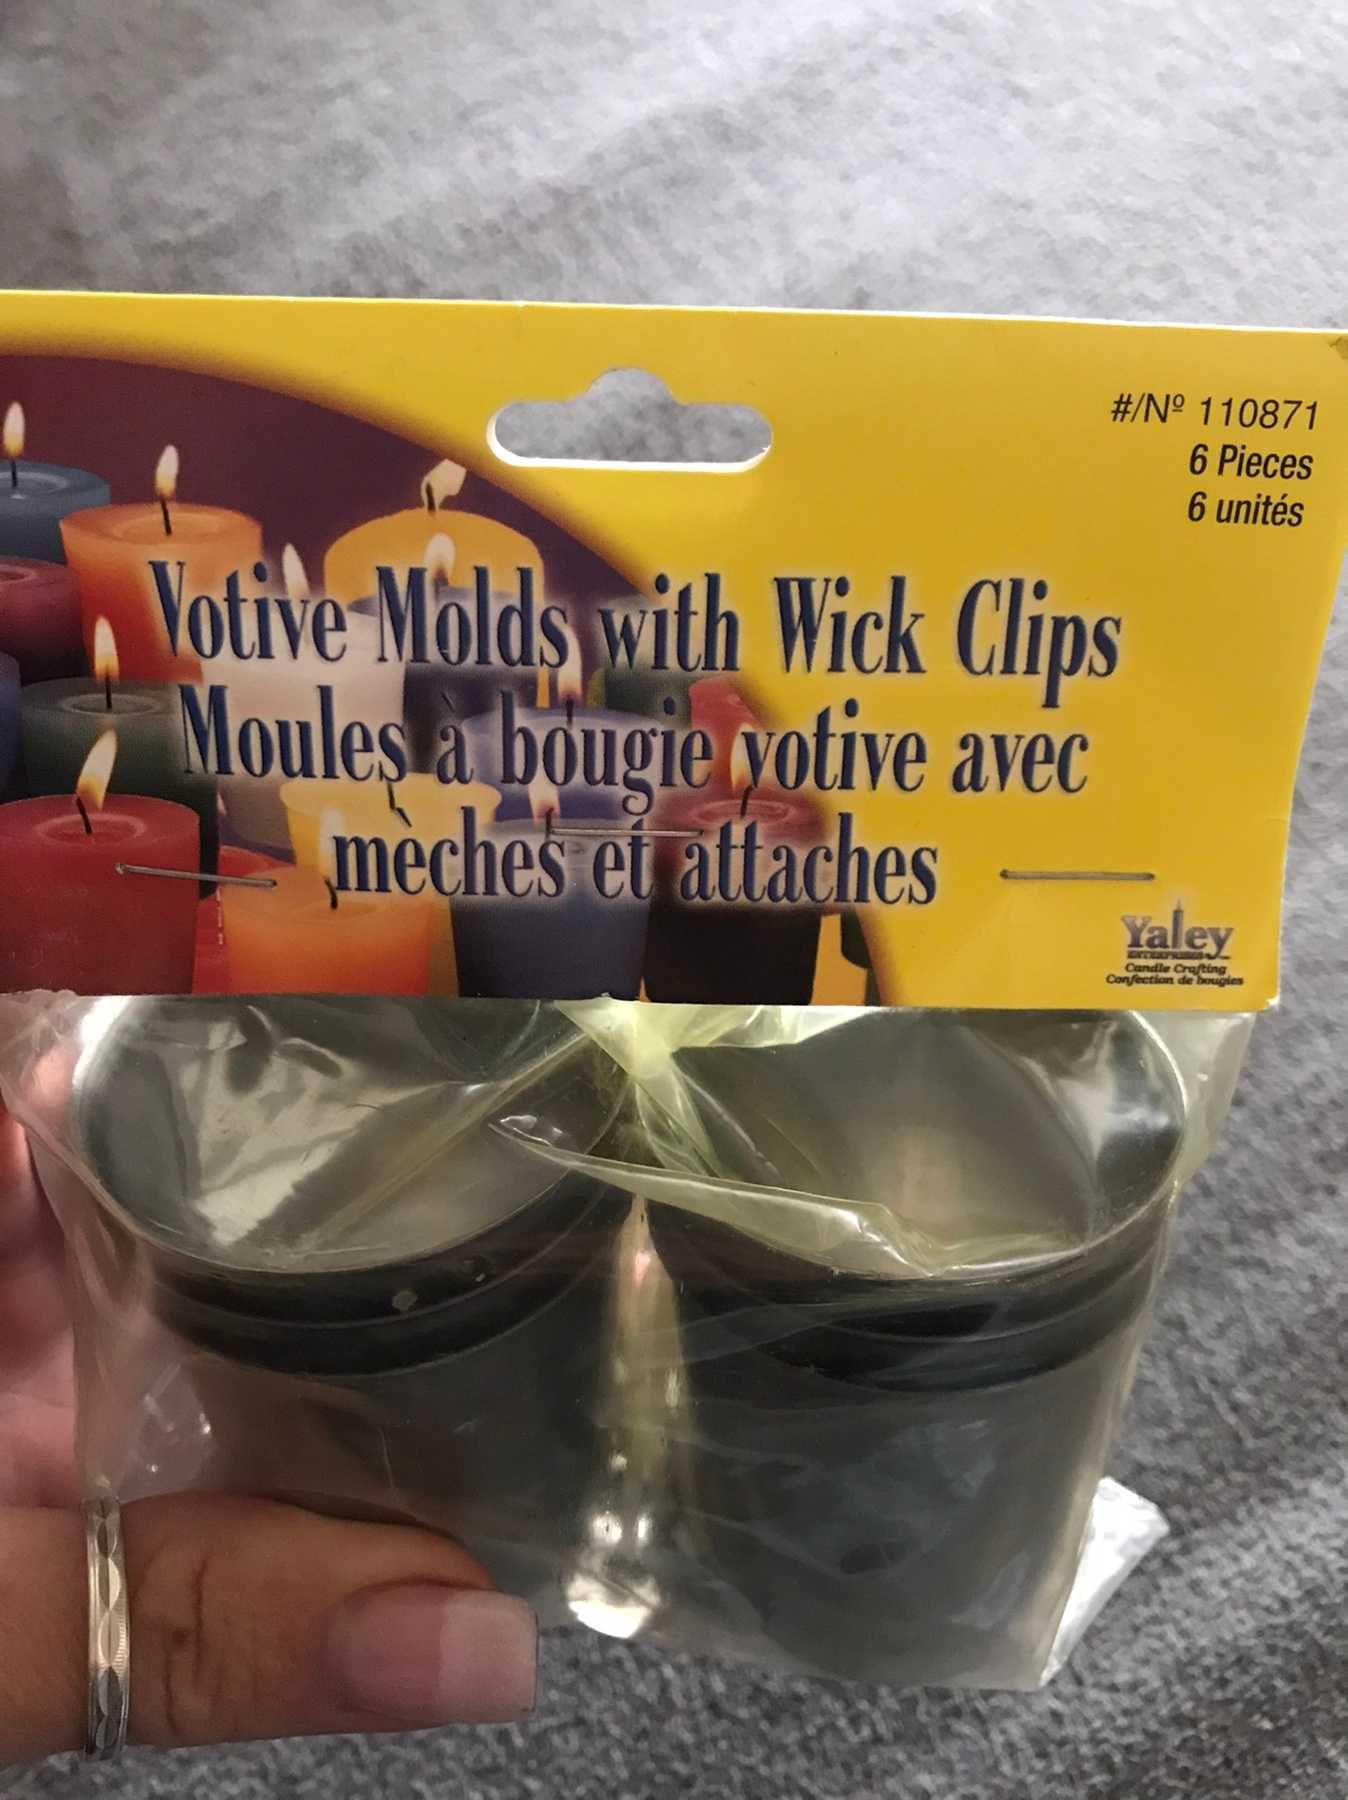 #/Nº 110871
6 Pieces
6 unités
Votive Molds with Wick Clips
Moules à bougie votive avec
mèches et attaches
Yaley
ENTERPRISES
Candle Crafting
Confection de bougies